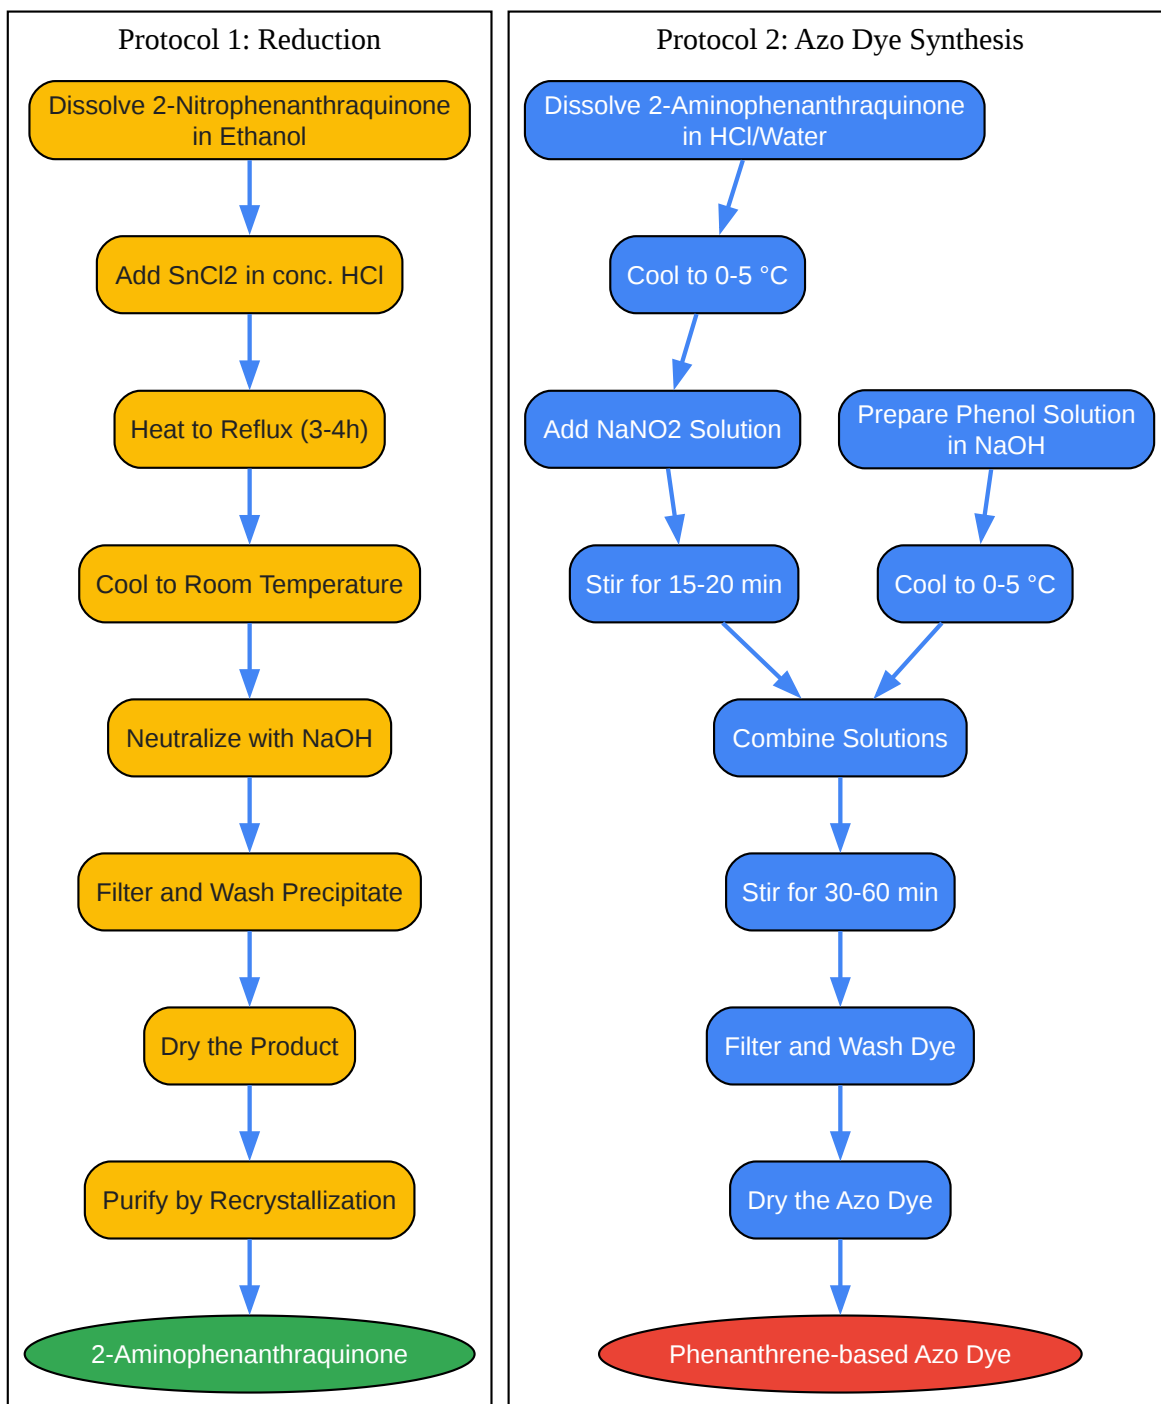 Protocol 1: Reduction
Dissolve 2-Nitrophenanthraquinone
in Ethanol
Add SnCl2 in conc. HCl
Heat to Reflux (3-4h)
Cool to Room Temperature
Neutralize with NaOH
Filter and Wash Precipitate
Dry the Product
Purify by Recrystallization
2-Aminophenanthraquinone
Protocol 2: Azo Dye Synthesis
Dissolve 2-Aminophenanthraquinone
in HCl/Water
Cool to 0-5 °C
Add NaNO2 Solution
Stir for 15-20 min
Prepare Phenol Solution
in NaOH
Cool to 0-5 °C
Combine Solutions
Stir for 30-60 min
Filter and Wash Dye
Dry the Azo Dye
Phenanthrene-based Azo Dye